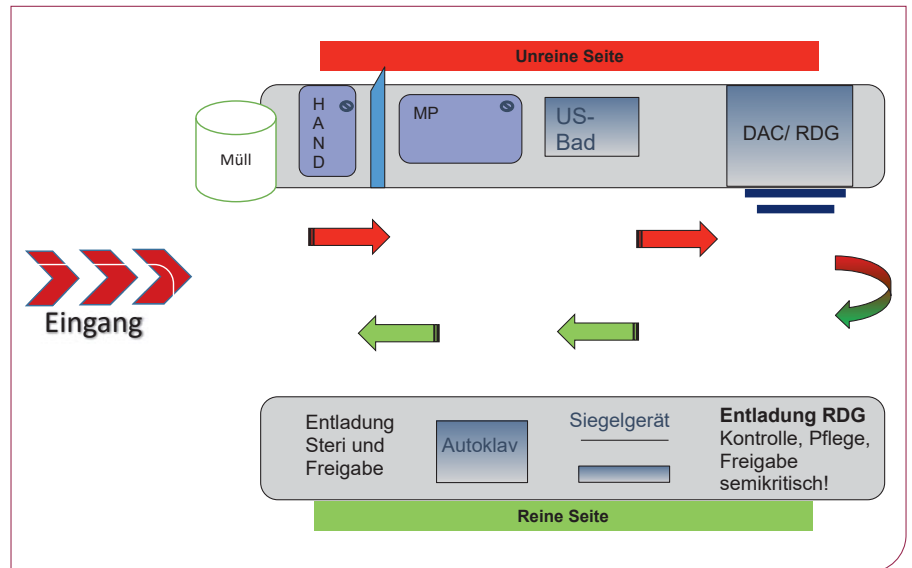 Unreine Seite
Müll
H
A
N
D
MP
US-
Bad
DAC/ RDG
Eingang
Entladung
Steri und
Freigabe
Autoklav
Siegelgerät
Entladung RDG
Kontrolle, Pflege,
Freigabe
semikritisch!
Reine Seite